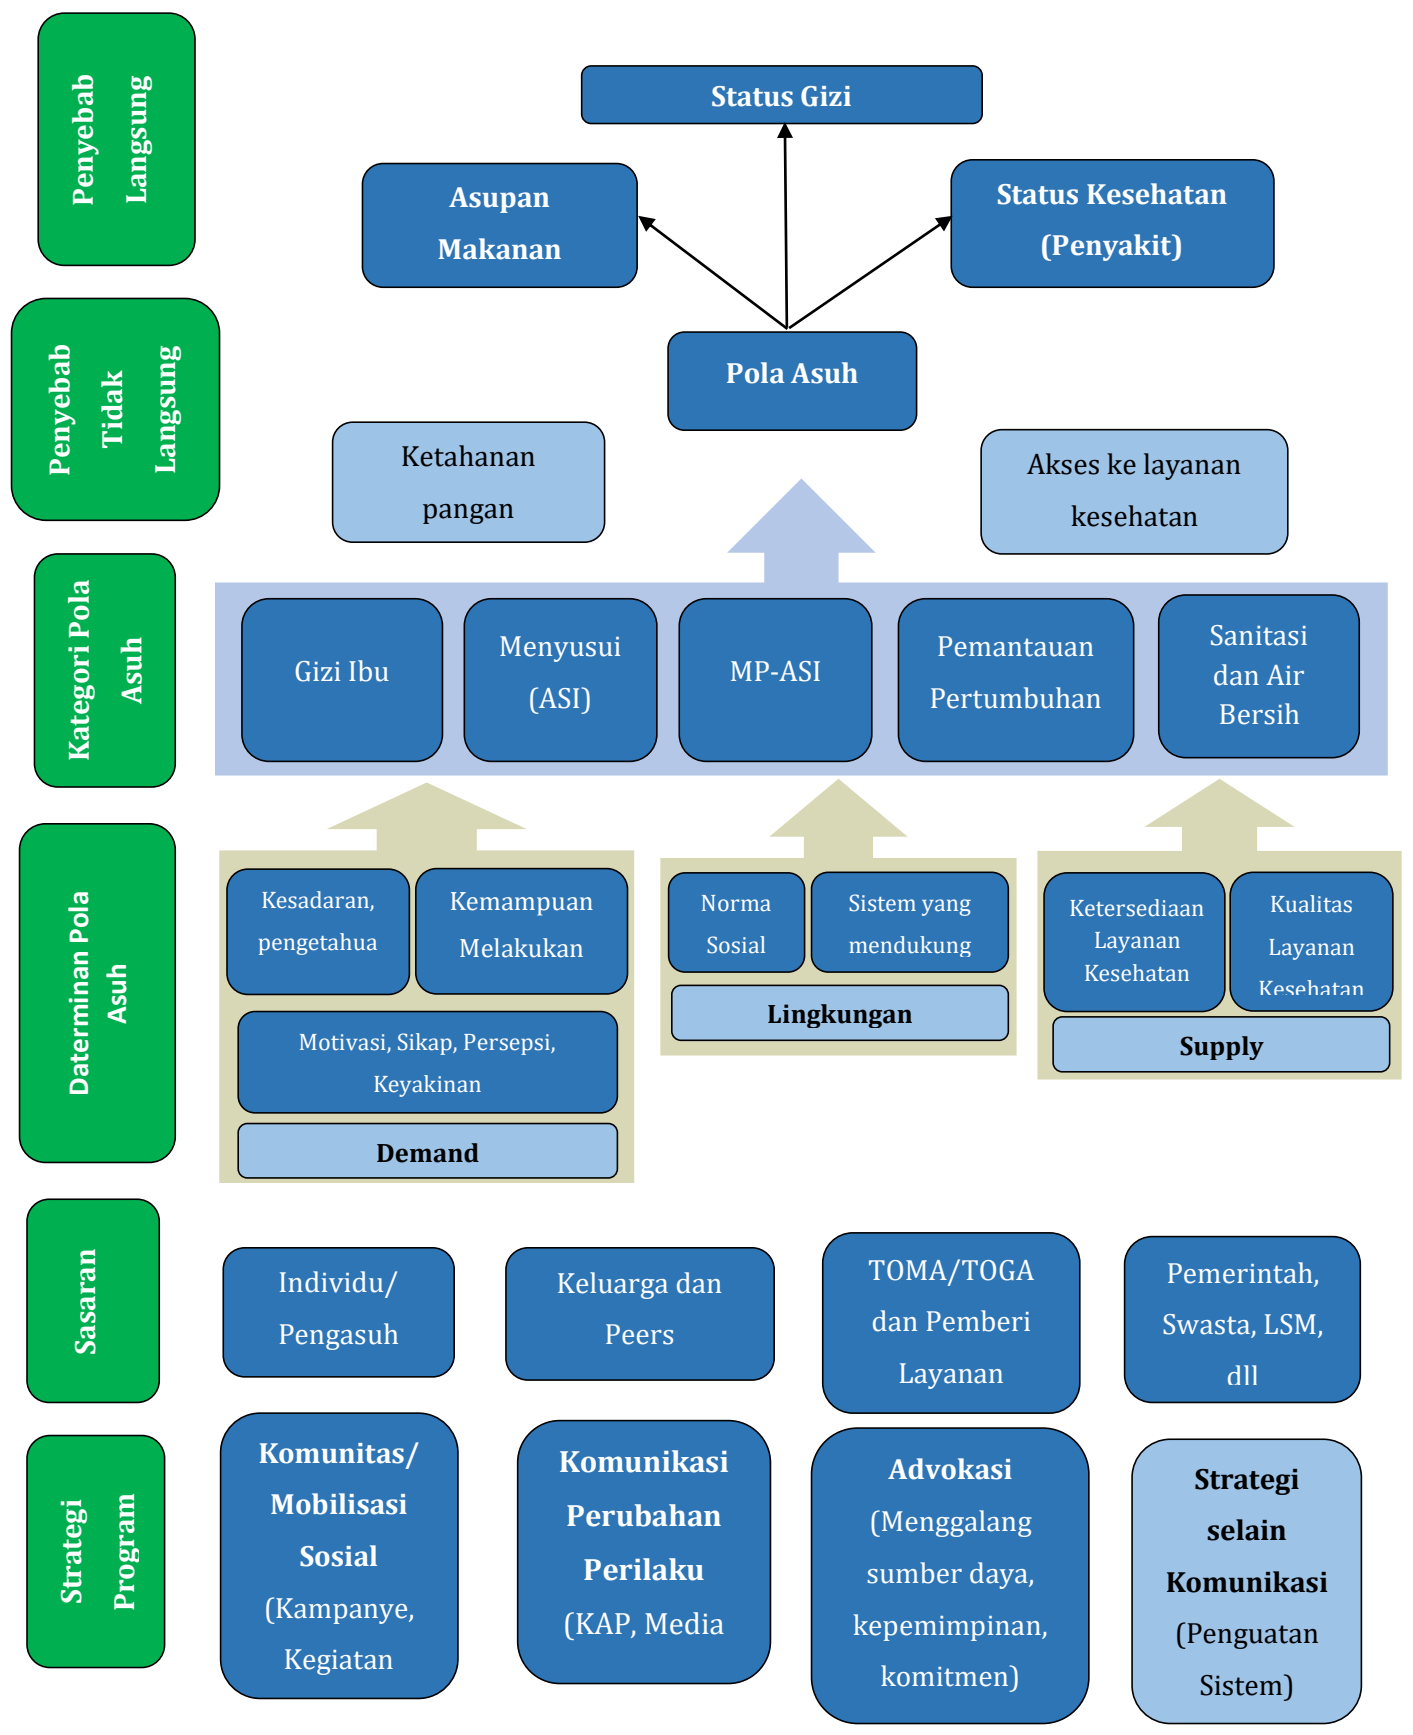 Penyebab
Langsung
Status Gizi
Asupan
Makanan
Status Kesehatan
(Penyakit)
Penyebab
Tidak
Langsung
Pola Asuh
Ketahanan
pangan
Akses ke layanan
kesehatan
Kategori Pola
Asuh
Gizi Ibu
Menyusui
(ASI)
MP-ASI
Pemantauan
Pertumbuhan
Sanitasi
dan Air
Bersih
Daterminan Pola
Asuh
Kesadaran,
pengetahua
Kemampuan
Melakukan
Motivasi, Sikap, Persepsi,
Keyakinan
Demand
Norma
Sosial
Sistem yang
mendukung
Lingkungan
Ketersediaan
Layanan
Kesehatan
Kualitas
Layanan
Kesehatan
Supply
Sasaran
Individu/
Pengasuh
Keluarga dan
Peers
TOMA/TOGA
dan Pemberi
Layanan
Pemerintah,
Swasta, LSM,
dll
Strategi
Program
Komunitas/
Mobilisasi
Sosial
(Kampanye,
Kegiatan
Komunikasi
Perubahan
Perilaku
(KAP, Media
Advokasi
(Menggalang
sumber daya,
kepemimpinan,
komitmen)
Strategi
selain
Komunikasi
(Penguatan
Sistem)